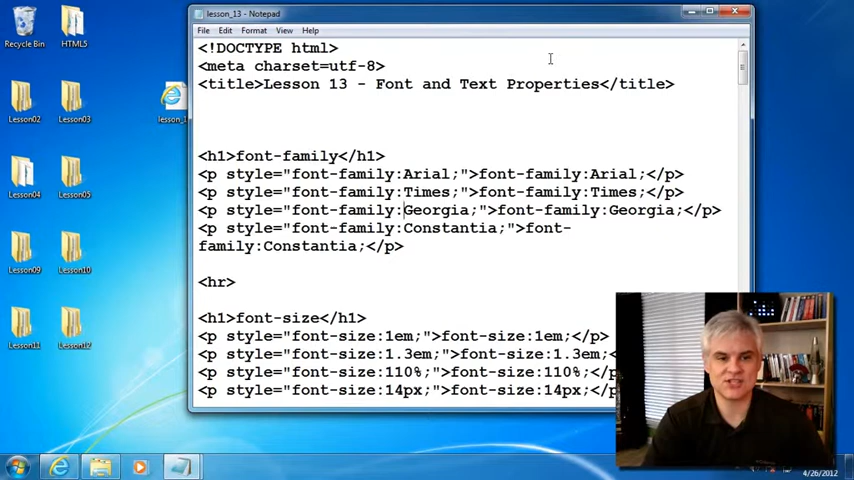 lesson_13 - Notepad
File Edit Format View Help
<!DOCTYPE html>
<meta charset=utf-8>
<title>Lesson 13 - Font and Text Properties</title>
<h1>font-family</h1>
<p style="font-family:Arial;">font-family:Arial;</p>
<p style="font-family:Times;">font-family:Times;</p>
<p style="font-family:Georgia;">font-family:Georgia;</p>
<p style="font-family:Constantia;">font-
family:Constantia;</p>
<hr>
<h1>font-size</h1>
<p style="font-size:1em;">font-size:1em;</p>
<p style="font-size:1.3em;">font-size:1.3em;<
<p style="font-size:110%;">font-size:110%;</p
<p style="font-size:14px;">font-size:14px;</p
Recycle Bin HTML5
Lesson02 Lesson03 lesson_1
Lesson04 Lesson05
Lesson09 Lesson10
Lesson11 Lesson12
4/26/2012